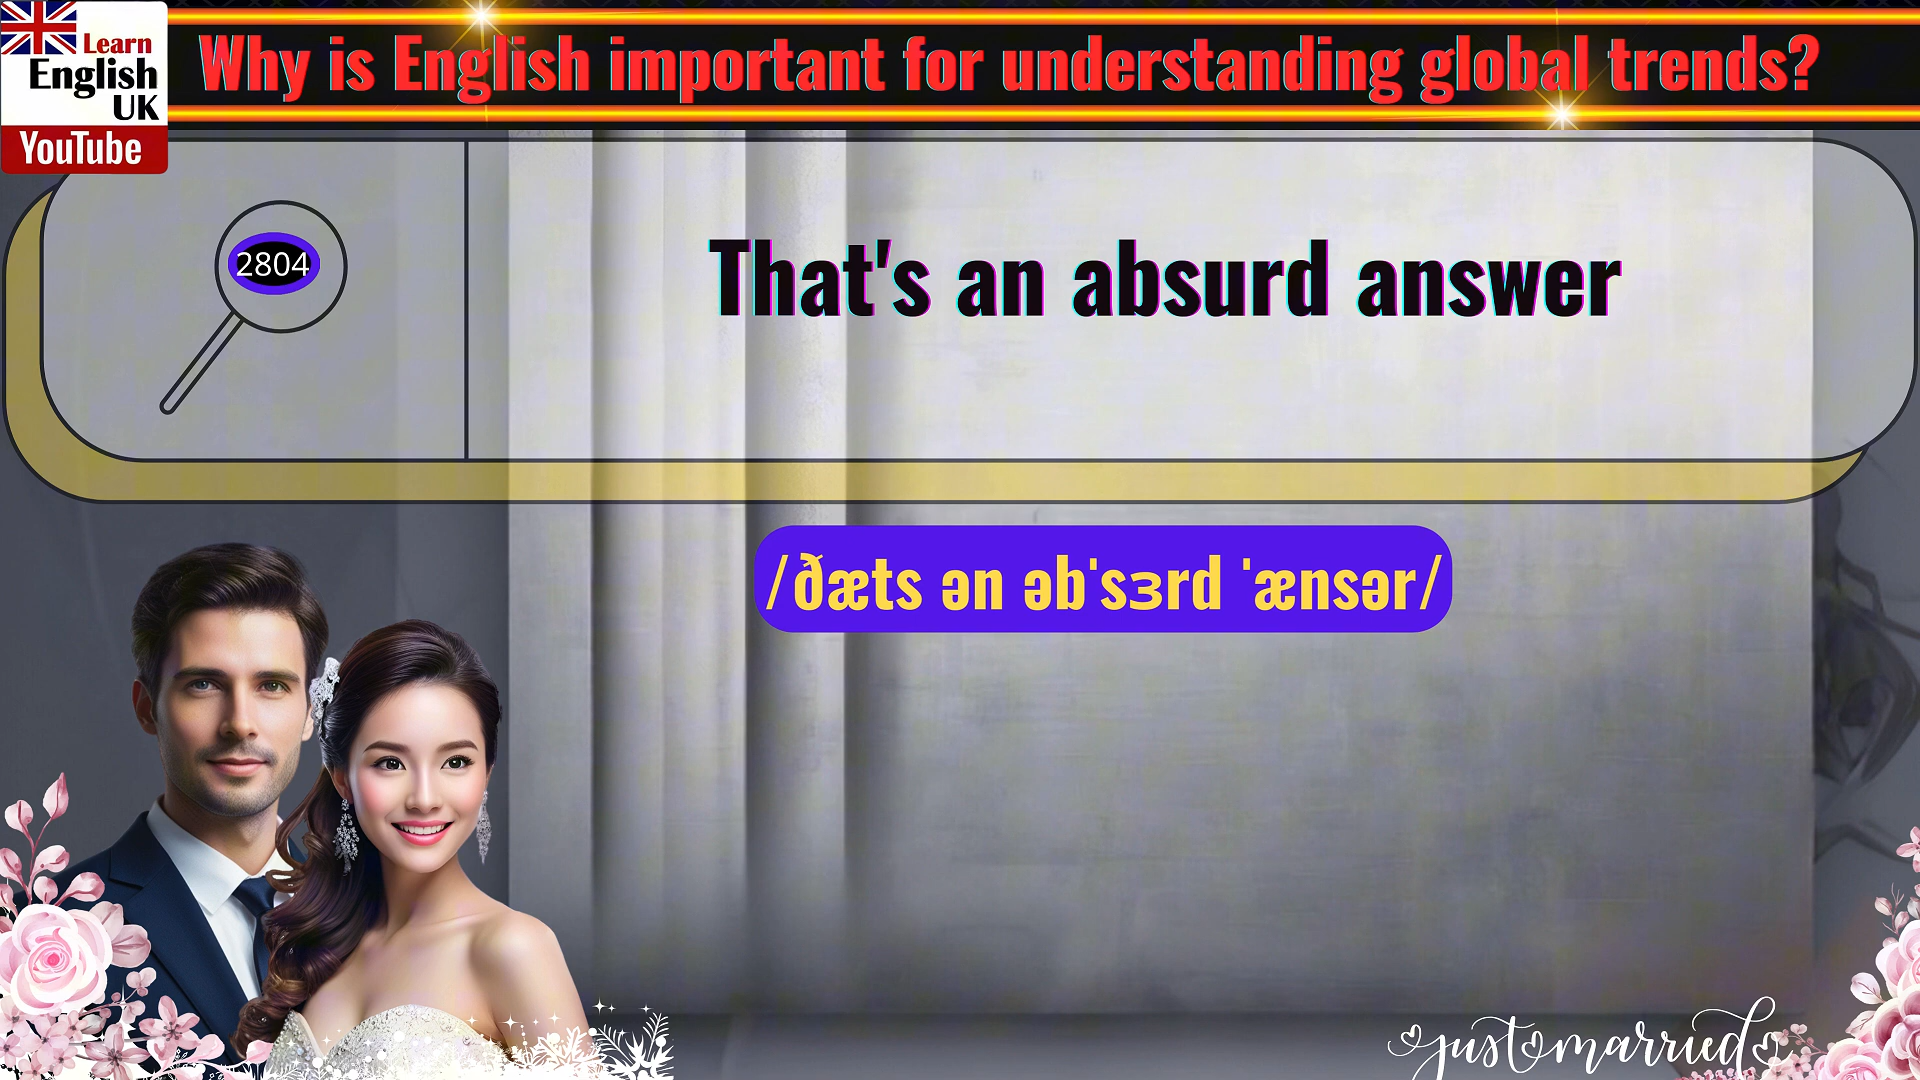 Learn
English
UK
YouTube
Why is English important for understanding global trends?
2804
That's an absurd answer
/ðæts ən əbˈsɜrd ˈænsər/
just married